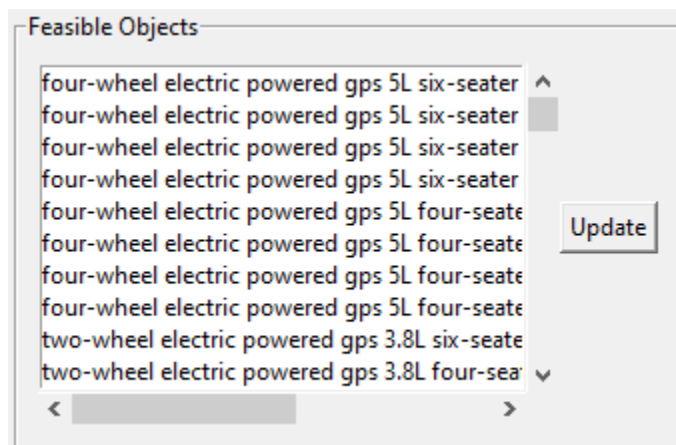 Feasible Objects
four-wheel electric powered gps 5L six-seater
four-wheel electric powered gps 5L six-seater
four-wheel electric powered gps 5L six-seater
four-wheel electric powered gps 5L six-seater
four-wheel electric powered gps 5L four-seate
four-wheel electric powered gps 5L four-seate
four-wheel electric powered gps 5L four-seate
four-wheel electric powered gps 5L four-seate
two-wheel electric powered gps 3.8L six-seate
two-wheel electric powered gps 3.8L four-sea
Update